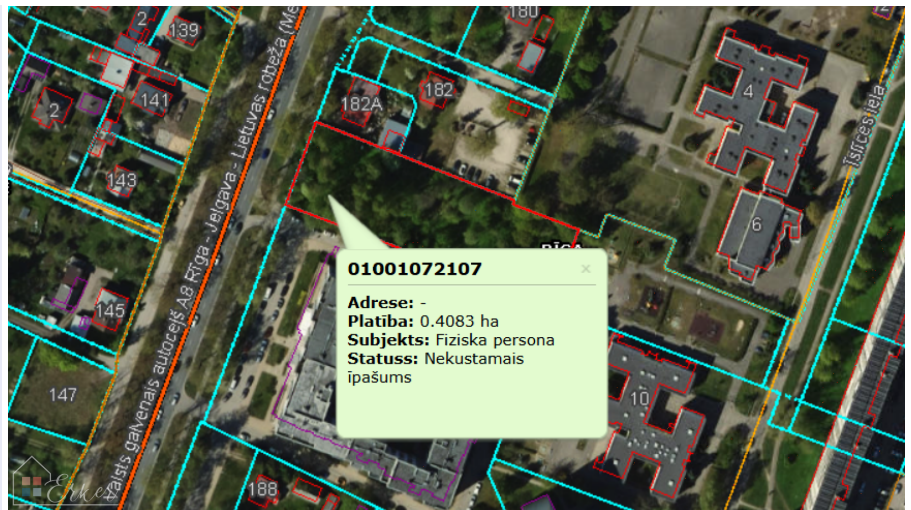 180
2
139
182A
182
141
2
4
143
Īslīces iela
6
RĪGA
Valsts galvenais autoceļš A8 Rīga - Jelgava - Lietuvas robeža (Me
01001072107
×
Adrese: -
Platība: 0.4083 ha
Subjekts: Fiziska persona
Statuss: Nekustamais
īpašums
145
147
10
188
Erkes